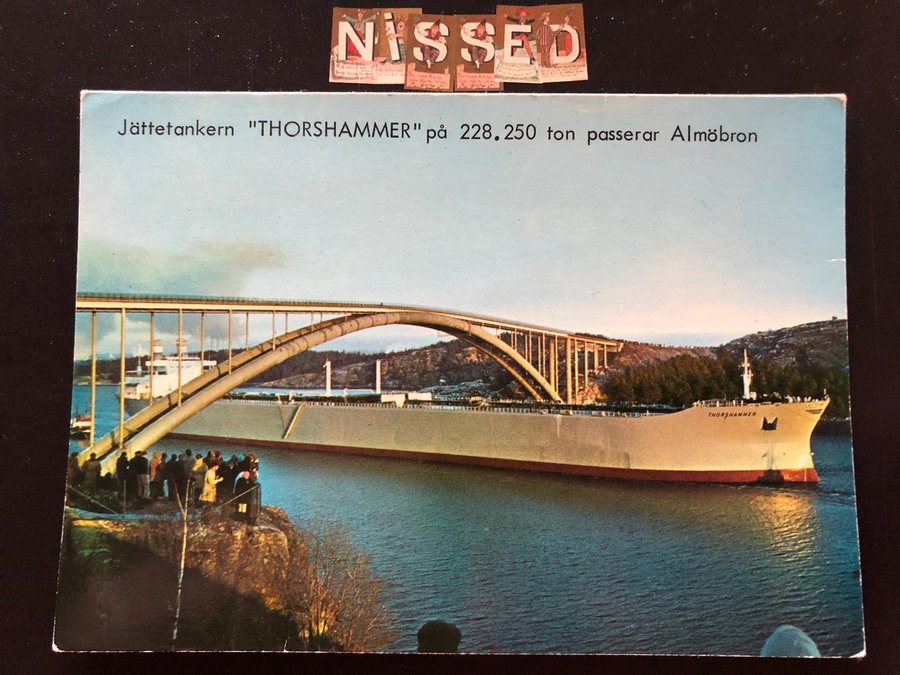 NiSSED
Jättetankern "THORSHAMMER" på 228.250 ton passerar Almöbron
THORSHAMMER